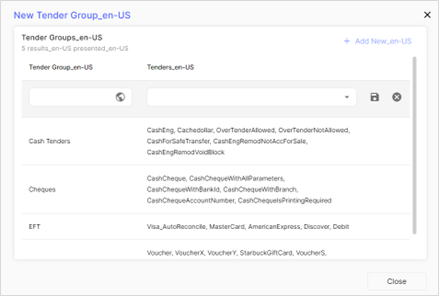 New Tender Group_en-US
Tender Groups_en-US
5 results_en-US presented_en-US
+ Add New_en-US
Tender Group_en-US Tenders_en-US
CashEng, Cachedollar, OverTenderAllowed, OverTenderNotAllowed,
Cash Tenders CashForSafeTransfer, CashEngRemodNotAccForSale,
CashEngRemodVoidBlock
CashCheque, CashChequeWithAllParameters,
Cheques CashChequeWithBankId, CashChequeWithBranch,
CashChequeAccountNumber, CashChequeIsPrintingRequired
EFT Visa_AutoReconcile, MasterCard, AmericanExpress, Discover, Debit
Voucher, VoucherX, VoucherY, StarbuckGiftCard, VoucherS,
Close